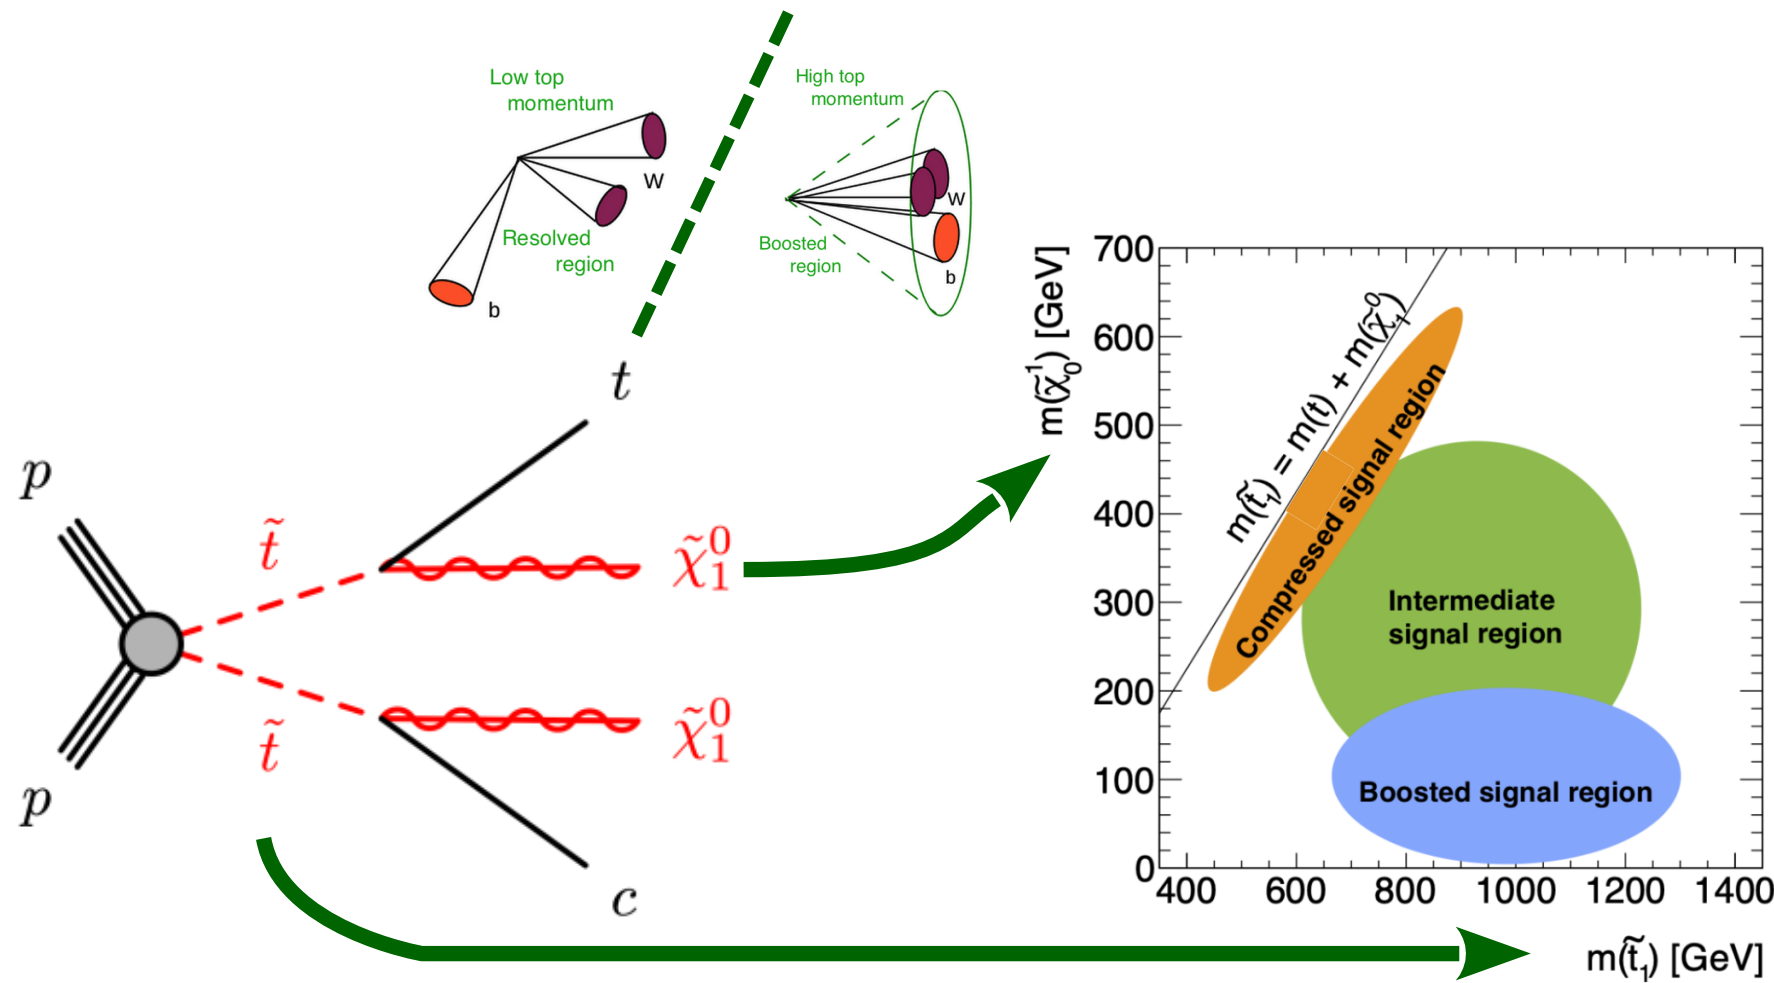 Low top
momentum
W
Resolved
region
b
High top
momentum
W
Boosted
region
b
p
p
t̃
t̃
t
χ̃⁰₁
χ̃⁰₁
c
m(χ̃¹₀) [GeV]
700
600
500
400
300
200
100
0
m(t̃₁) = m(t) + m(χ̃⁰₁)
Compressed signal region
Intermediate
signal region
Boosted signal region
400 600 800 1000 1200 1400
m(t̃₁) [GeV]